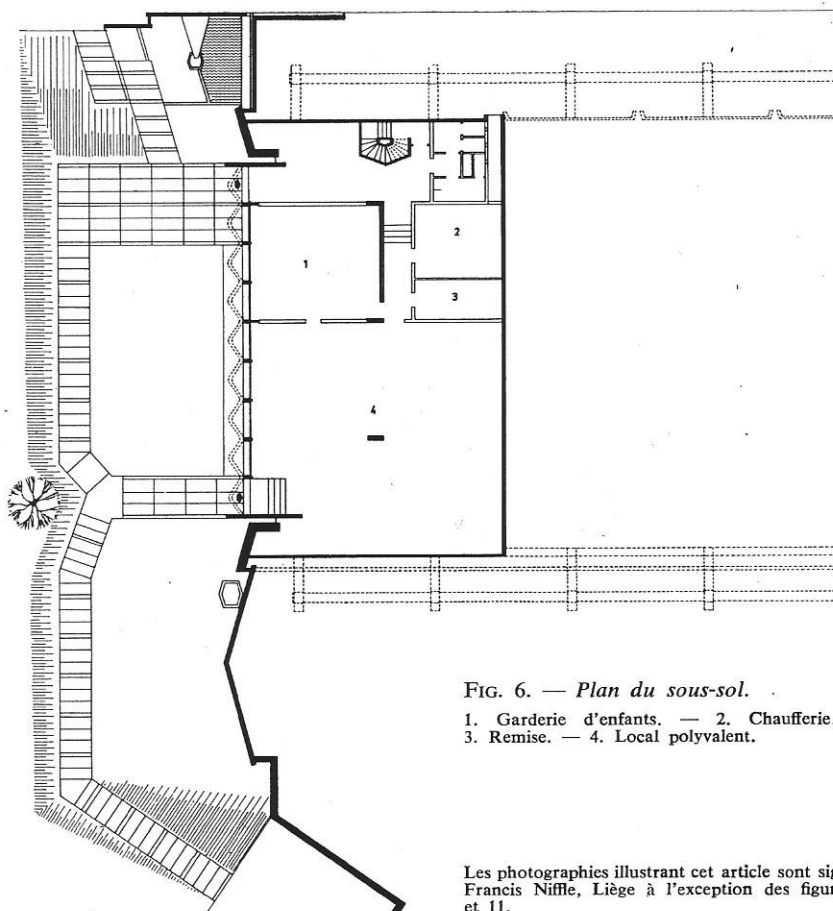 1
2
3
4
FIG. 6. — Plan du sous-sol.
1. Garderie d'enfants. — 2. Chaufferie.
3. Remise. — 4. Local polyvalent.
Les photographies illustrant cet article sont
Francis Niffle, Liège à l'exception des
et 11.